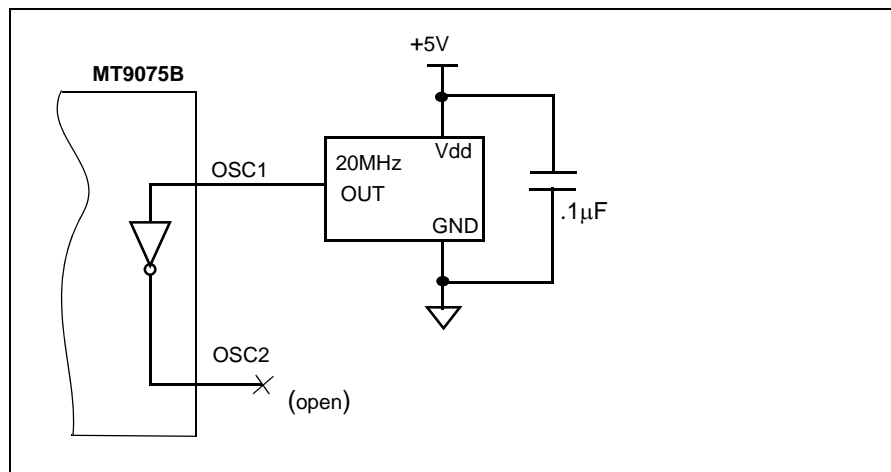 +5V
MT9075B
20MHz
Vdd
OSC1
OUT
GND
.1μF
OSC2
(open)